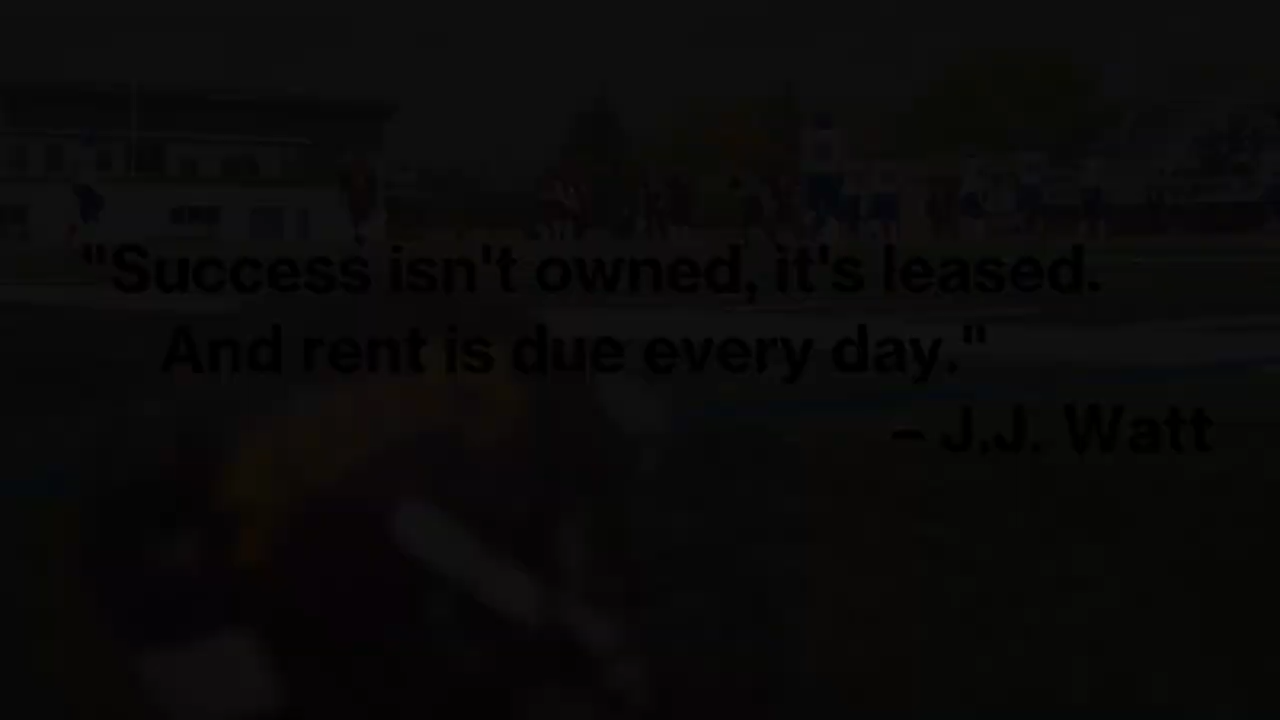 "Success isn't owned, it's leased.
And rent is due every day."
– J.J. Watt